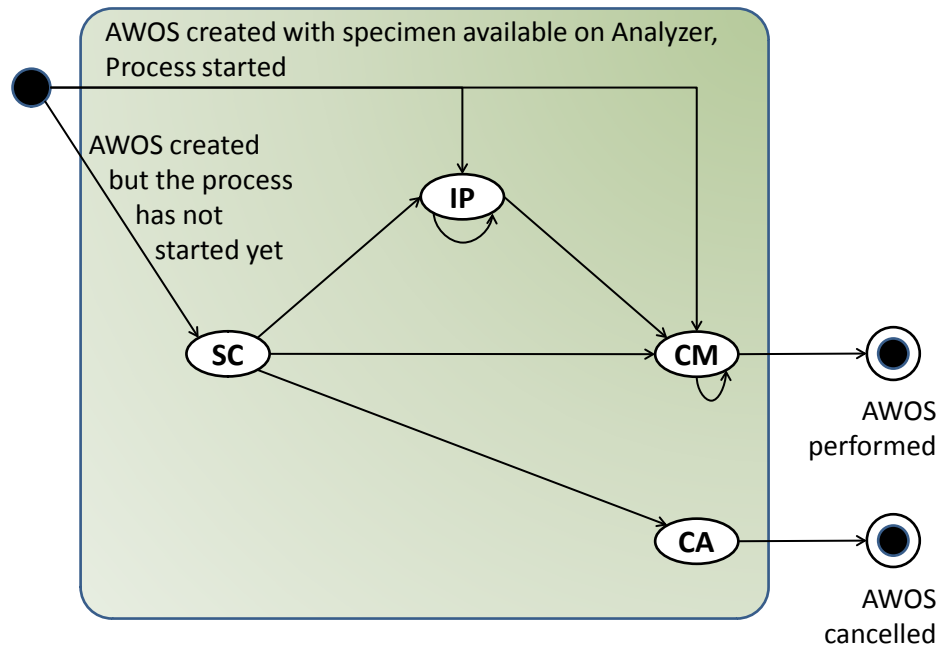 AWOS created with specimen available on Analyzer,
Process started
AWOS created
but the process
has not
started yet
IP
SC
CM
AWOS
performed
CA
AWOS
cancelled